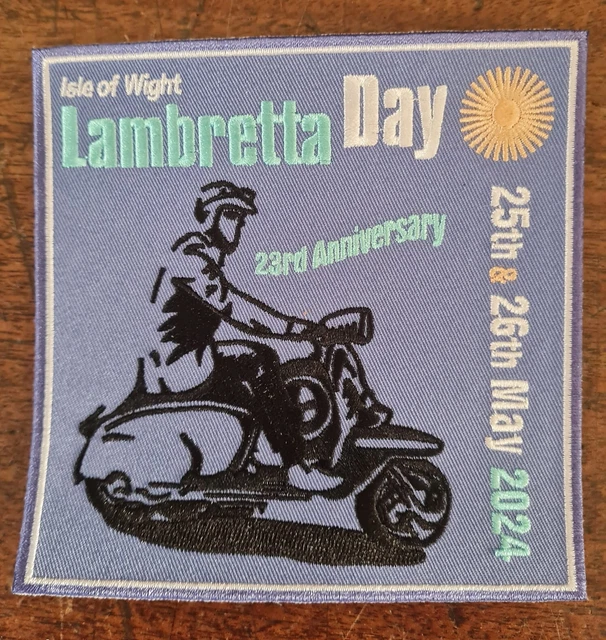 Isle of Wight
Lambretta Day
23rd Anniversary
25th & 26th May 2024